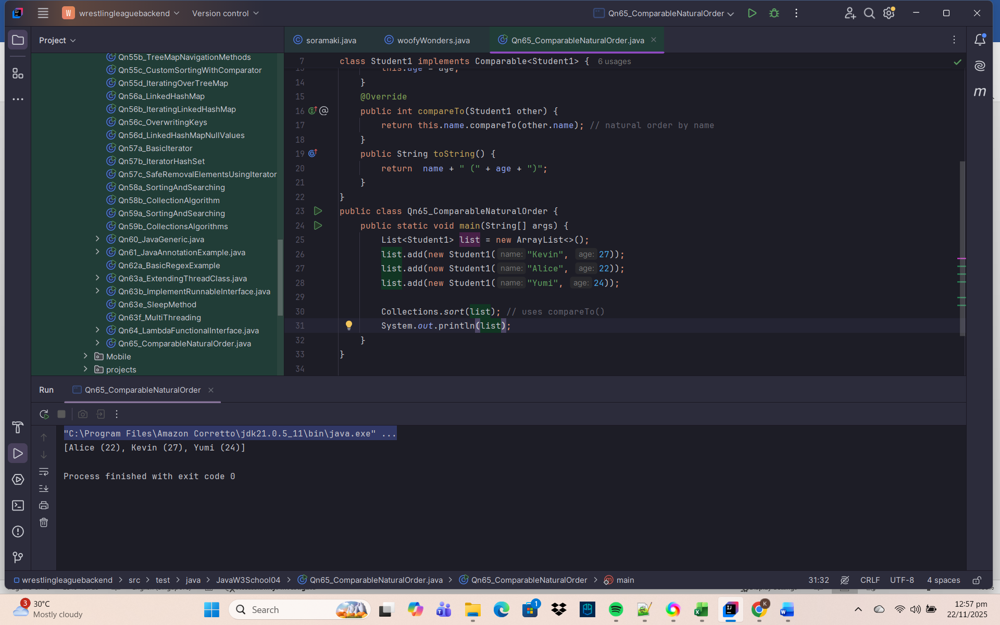 W wrestlingleaguebackend Version control Qn65_ComparableNaturalOrder
Project
soramaki.java woofyWonders.java Qn65_ComparableNaturalOrder.java
Qn55b_TreeMapNavigationMethods
Qn55c_CustomSortingWithComparator
Qn55d_IteratingOverTreeMap
Qn56a_LinkedHashMap
Qn56b_IteratingLinkedHashMap
Qn56c_OverwritingKeys
Qn56d_LinkedHashMapNullValues
Qn57a_BasicIterator
Qn57b_IteratorHashSet
Qn57c_SafeRemovalElementsUsingIterator
Qn58a_SortingAndSearching
Qn58b_CollectionAlgorithm
Qn59a_SortingAndSearching
Qn59b_CollectionsAlgorithms
Qn60_JavaGeneric.java
Qn61_JavaAnnotationExample.java
Qn62a_BasicRegexExample
Qn63a_ExtendingThreadClass.java
Qn63b_ImplementRunnableInterface.java
Qn63e_SleepMethod
Qn63f_MultiThreading
Qn64_LambdaFunctionalInterface.java
Qn65_ComparableNaturalOrder.java
Mobile
projects
7 class Student1 implements Comparable<Student1> { 6 usages
13 this.age = age;
14 }
15 @Override
16 @ public int compareTo(Student1 other) {
17 return this.name.compareTo(other.name); // natural order by name
18 }
19 public String toString() {
20 return  name + " (" + age + ")";
21 }
22 }
23 public class Qn65_ComparableNaturalOrder {
24 public static void main(String[] args) {
25 List<Student1> list = new ArrayList<>();
26 list.add(new Student1( name: "Kevin", age: 27));
27 list.add(new Student1( name: "Alice", age: 22));
28 list.add(new Student1( name: "Yumi", age: 24));
29
30 Collections.sort(list); // uses compareTo()
31 System.out.println(list);
32 }
33 }
34
m
Run Qn65_ComparableNaturalOrder
"C:\Program Files\Amazon Corretto\jdk21.0.5_11\bin\java.exe" ...
[Alice (22), Kevin (27), Yumi (24)]
Process finished with exit code 0
wrestlingleaguebackend > src > test > java > JavaW3School04 > Qn65_ComparableNaturalOrder.java > Qn65_ComparableNaturalOrder > main 31:32 CRLF UTF-8 4 spaces
3 30°C
Mostly cloudy
Search
1
K
12:57 pm
22/11/2025